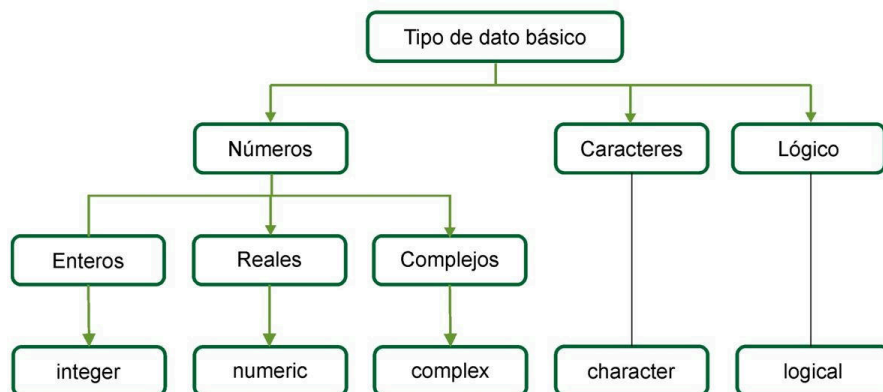 Tipo de dato básico
Números
Caracteres
Lógico
Enteros
Reales
Complejos
integer
numeric
complex
character
logical